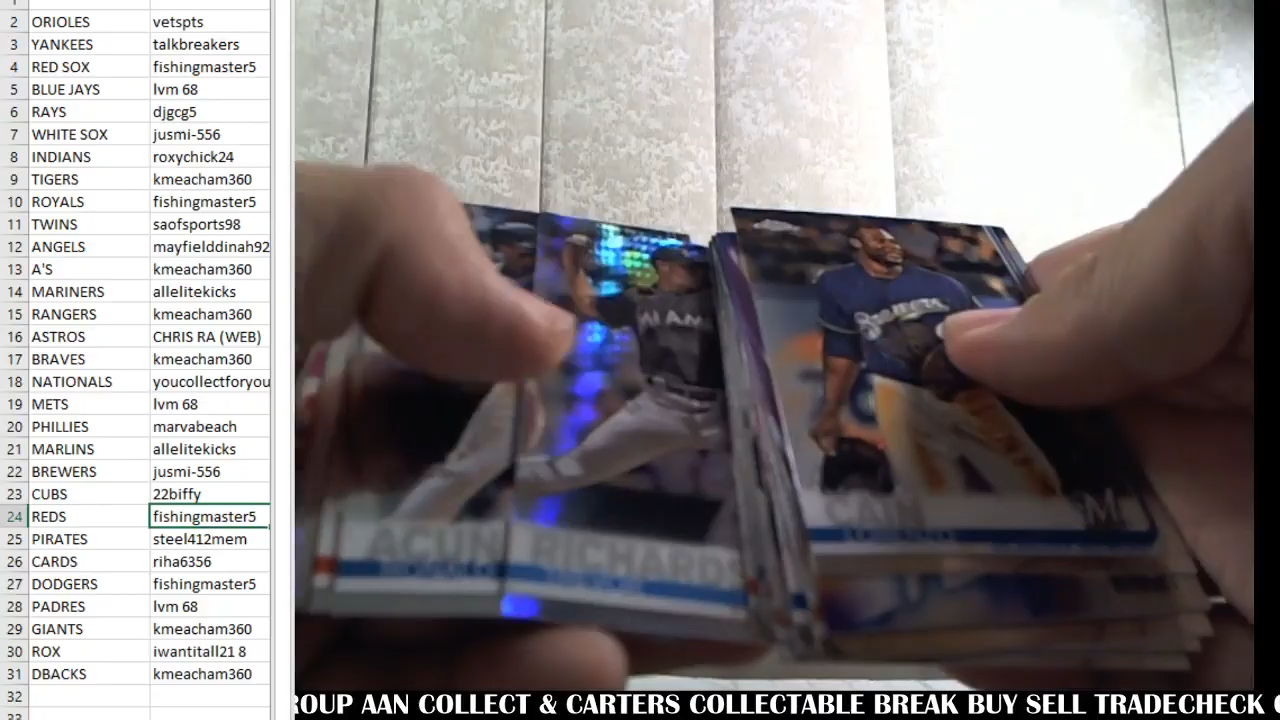 2 ORIOLES vetspts
3 YANKEES talkbreakers
4 RED SOX fishingmaster5
5 BLUE JAYS lvm 68
6 RAYS djgcg5
7 WHITE SOX jusmi-556
8 INDIANS roxychick24
9 TIGERS kmeacham360
10 ROYALS fishingmaster5
11 TWINS saofsports98
12 ANGELS mayfielddinah92
13 A'S kmeacham360
14 MARINERS allelitekicks
15 RANGERS kmeacham360
16 ASTROS CHRIS RA (WEB)
17 BRAVES kmeacham360
18 NATIONALS youcollectforyou
19 METS lvm 68
20 PHILLIES marvabeach
21 MARLINS allelitekicks
22 BREWERS jusmi-556
23 CUBS 22biffy
24 REDS fishingmaster5
25 PIRATES steel412mem
26 CARDS riha6356
27 DODGERS fishingmaster5
28 PADRES lvm 68
29 GIANTS kmeacham360
30 ROX iwantitall21 8
31 DBACKS kmeacham360
32
33
MIAMI
Brewers
ACUN
RICHARDS
CAIN
LORENZO
M
ROUP AAN COLLECT & CARTERS COLLECTABLE BREAK BUY SELL TRADECHECK